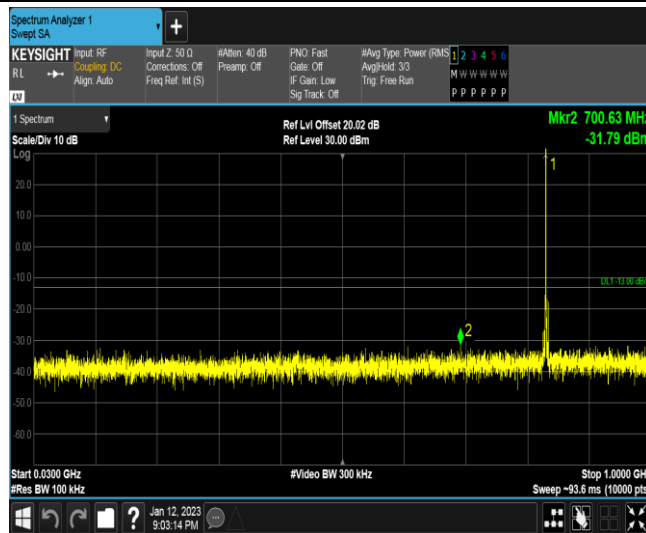 Spectrum Analyzer 1
Swept SA
+
KEYSIGHT
RL
LXI
Input: RF
Coupling: DC
Align: Auto
Input Z: 50 Ω
Corrections: Off
Freq Ref: Int (S)
#Atten: 40 dB
Preamp: Off
PNO: Fast
Gate: Off
IF Gain: Low
Sig Track: Off
#Avg Type: Power (RMS
Avg|Hold: 3/3
Trig: Free Run
1 2 3 4 5 6
M W W W W W
P P P P P P
1 Spectrum
Scale/Div 10 dB
Log
Ref Lvl Offset 20.02 dB
Ref Level 30.00 dBm
Mkr2 700.63 MHz
-31.79 dBm
1
20.0
10.0
0.00
-10.0
DL1 -13.00 dBm
-20.0
-30.0
2
-40.0
-50.0
-60.0
Start 0.0300 GHz
#Res BW 100 kHz
#Video BW 300 kHz
Stop 1.0000 GH
Sweep ~93.6 ms (10000 pts
?
Jan 12, 2023
9:03:14 PM